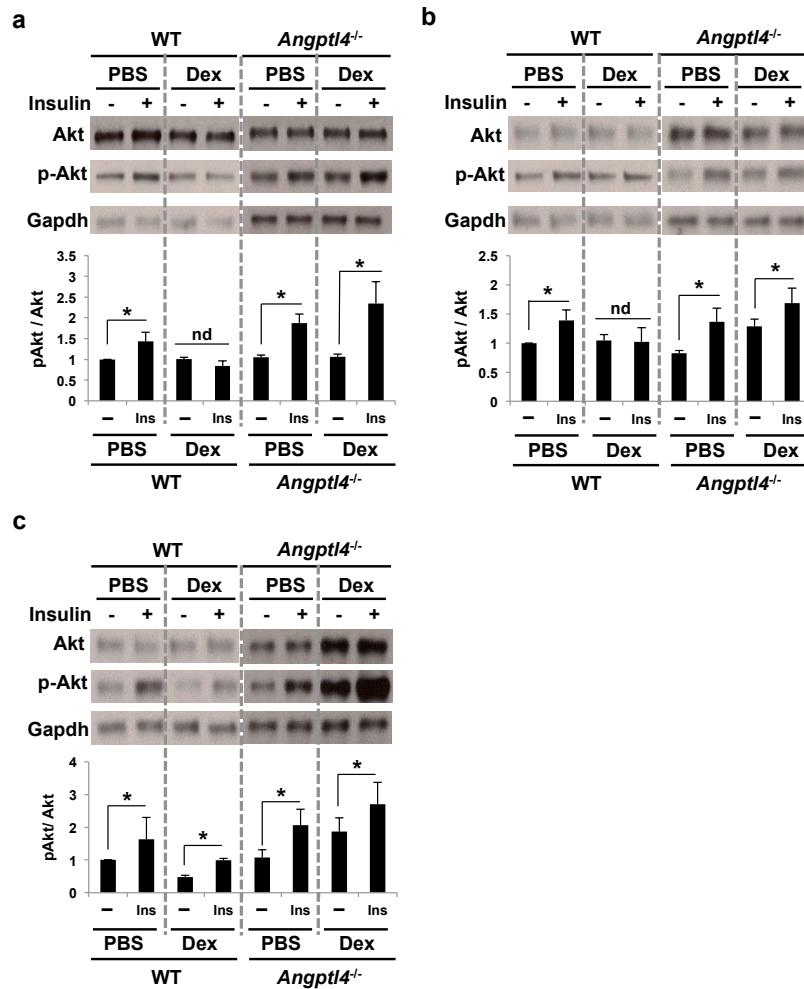 a
WT Angptl4-/-
PBS Dex PBS Dex
Insulin - + - + - + - +
Akt
p-Akt
Gapdh
pAkt / Akt
3.5
3
2.5
2
1.5
1
0.5
0
* nd * *
– Ins – Ins – Ins – Ins
PBS Dex PBS Dex
WT Angptl4-/-
b
WT Angptl4-/-
PBS Dex PBS Dex
Insulin - + - + - + - +
Akt
p-Akt
Gapdh
pAkt / Akt
2.5
2
1.5
1
0.5
0
* nd * *
– Ins – Ins – Ins – Ins
PBS Dex PBS Dex
WT Angptl4-/-
c
WT Angptl4-/-
PBS Dex PBS Dex
Insulin - + - + - + - +
Akt
p-Akt
Gapdh
pAkt/ Akt
4
3
2
1
0
* * * *
– Ins – Ins – Ins – Ins
PBS Dex PBS Dex
WT Angptl4-/-